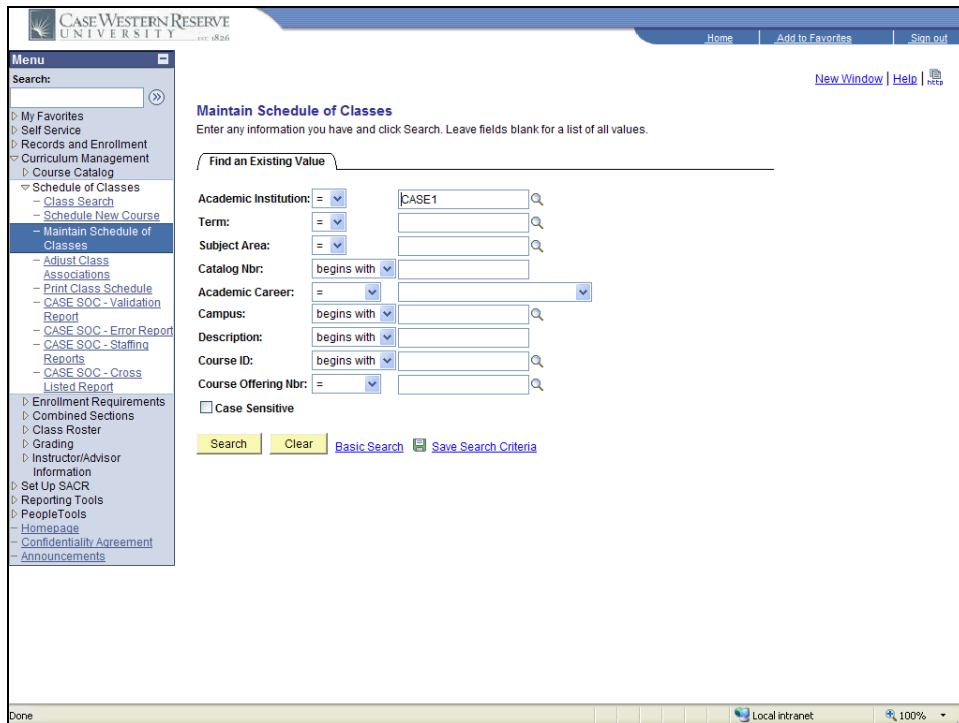 CASE WESTERN RESERVE
UNIVERSITY EST. 1826
Home Add to Favorites Sign out
Menu
Search:
New Window | Help | http
My Favorites
Self Service
Records and Enrollment
Curriculum Management
Course Catalog
Schedule of Classes
Class Search
Schedule New Course
Maintain Schedule of
Classes
Adjust Class
Associations
Print Class Schedule
CASE SOC - Validation
Report
CASE SOC - Error Report
CASE SOC - Staffing
Reports
CASE SOC - Cross
Listed Report
Enrollment Requirements
Combined Sections
Class Roster
Grading
Instructor/Advisor
Information
Set Up SACR
Reporting Tools
PeopleTools
Homepage
Confidentiality Agreement
Announcements
Maintain Schedule of Classes
Enter any information you have and click Search. Leave fields blank for a list of all values.
Find an Existing Value
Academic Institution: = CASE1
Term: =
Subject Area: =
Catalog Nbr: begins with
Academic Career: =
Campus: begins with
Description: begins with
Course ID: begins with
Course Offering Nbr: =
Case Sensitive
Search Clear Basic Search Save Search Criteria
Done Local intranet 100%